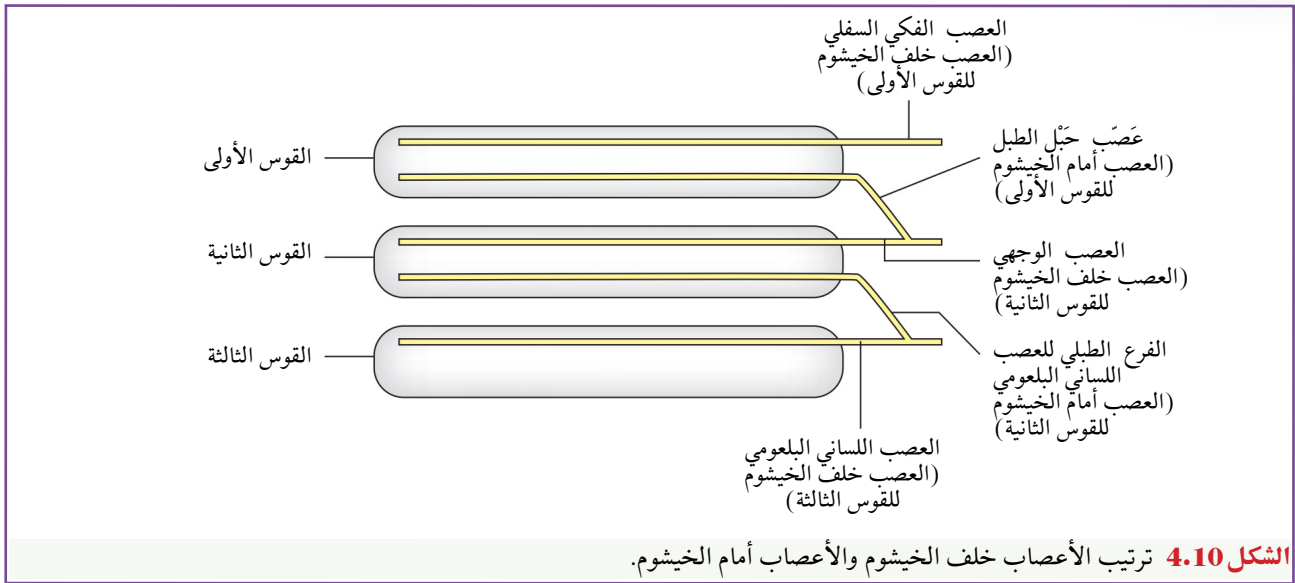 العصب الفكي السفلي
(العصب خلف الخيشوم
للقوس الأولى)
عَصّب حَبْل الطبل
(العصب أمام الخيشوم
للقوس الأولى)
القوس الأولى
العصب الوجهي
(العصب خلف الخيشوم
للقوس الثانية)
القوس الثانية
الفرع الطبلي للعصب
اللساني البلعومي
(العصب أمام الخيشوم
للقوس الثانية)
القوس الثالثة
العصب اللساني البلعومي
(العصب خلف الخيشوم
للقوس الثالثة)
الشكل 4.10 ترتيب الأعصاب خلف الخيشوم والأعصاب أمام الخيشوم.